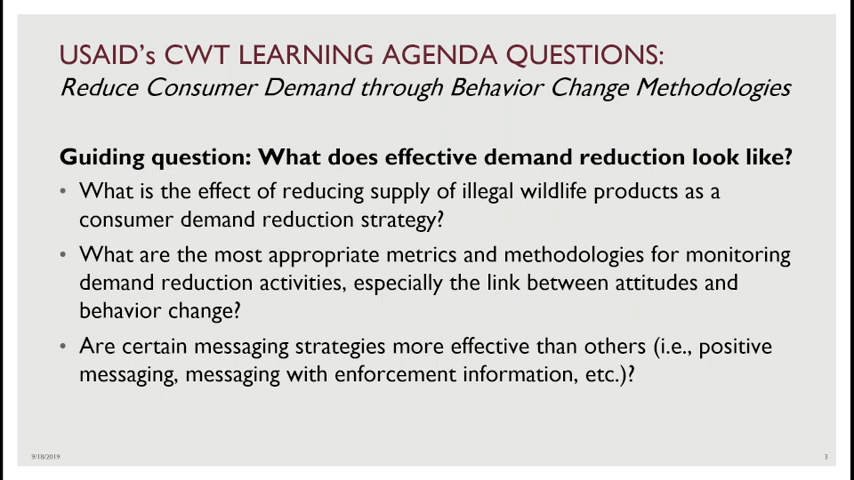 USAID's CWT LEARNING AGENDA QUESTIONS:
Reduce Consumer Demand through Behavior Change Methodologies
Guiding question: What does effective demand reduction look like?
• What is the effect of reducing supply of illegal wildlife products as a
consumer demand reduction strategy?
• What are the most appropriate metrics and methodologies for monitoring
demand reduction activities, especially the link between attitudes and
behavior change?
• Are certain messaging strategies more effective than others (i.e., positive
messaging, messaging with enforcement information, etc.)?
9/18/2019
3